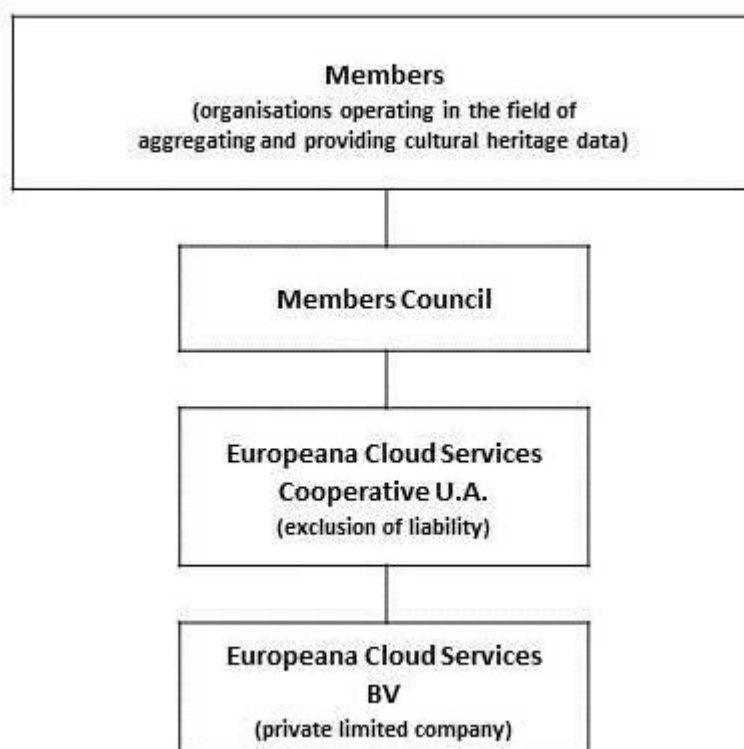 Members
(organisations operating in the field of
aggregating and providing cultural heritage data)
Members Council
Europeana Cloud Services
Cooperative U.A.
(exclusion of liability)
Europeana Cloud Services
BV
(private limited company)